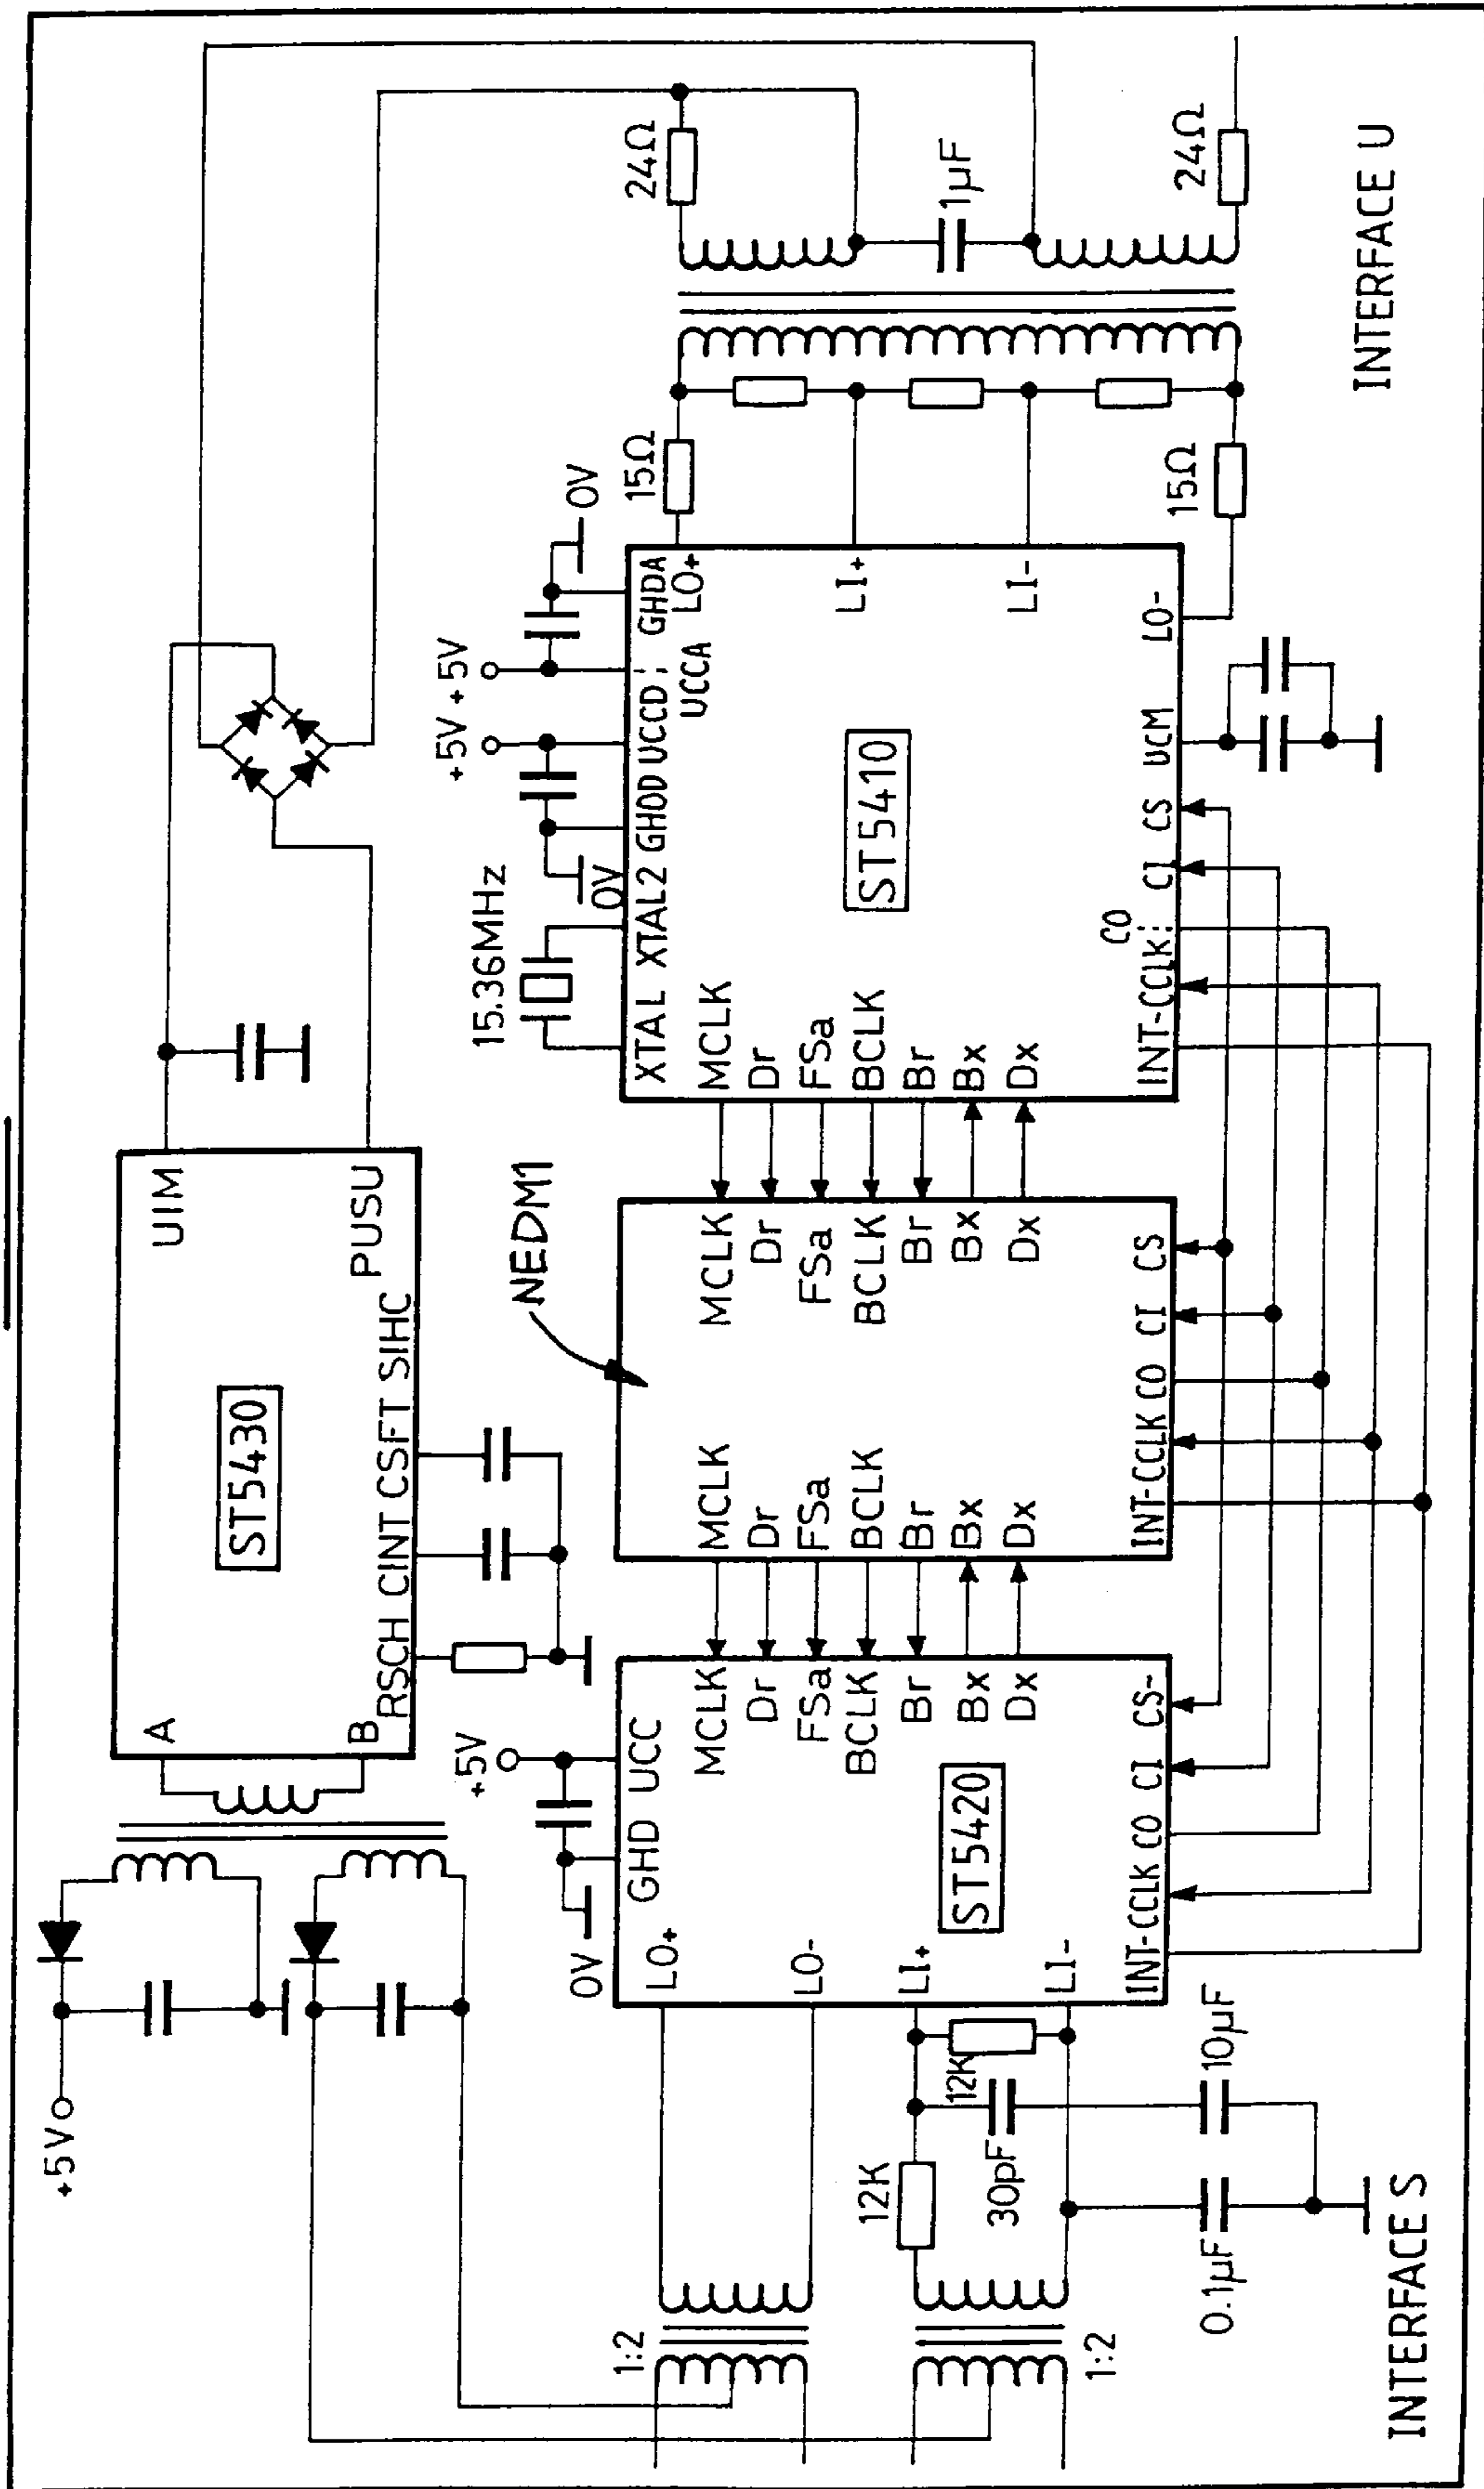 +5V
A
B
ST5430
UIM
PUSU
RSCH CINT CSFT SIHC
+5V
0V
GHD UCC
LO+
LO-
LI+
LI-
ST5420
MCLK
Dr
FSa
BCLK
Br
Bx
Dx
INT-CCLK CO CI CS~
NEDM1
MCLK
Dr
FSa
BCLK
Br
Bx
Dx
MCLK
Dr
FSa
BCLK
Br
Bx
Dx
INT-CCLK CO CI CS
15.36MHz
0V
+5V +5V
0V
XTAL XTAL2 GHOD UCCD; GHDA
UCCA
MCLK
Dr
FSa
BCLK
Br
Bx
Dx
ST5410
LO+
LI+
LI-
CO
INT-CCLK: CI CS UCM LO-
15Ω
15Ω
24Ω
1µF
24Ω
INTERFACE U
1:2
1:2
12K
12K
30pF
0.1µF
10µF
INTERFACE S